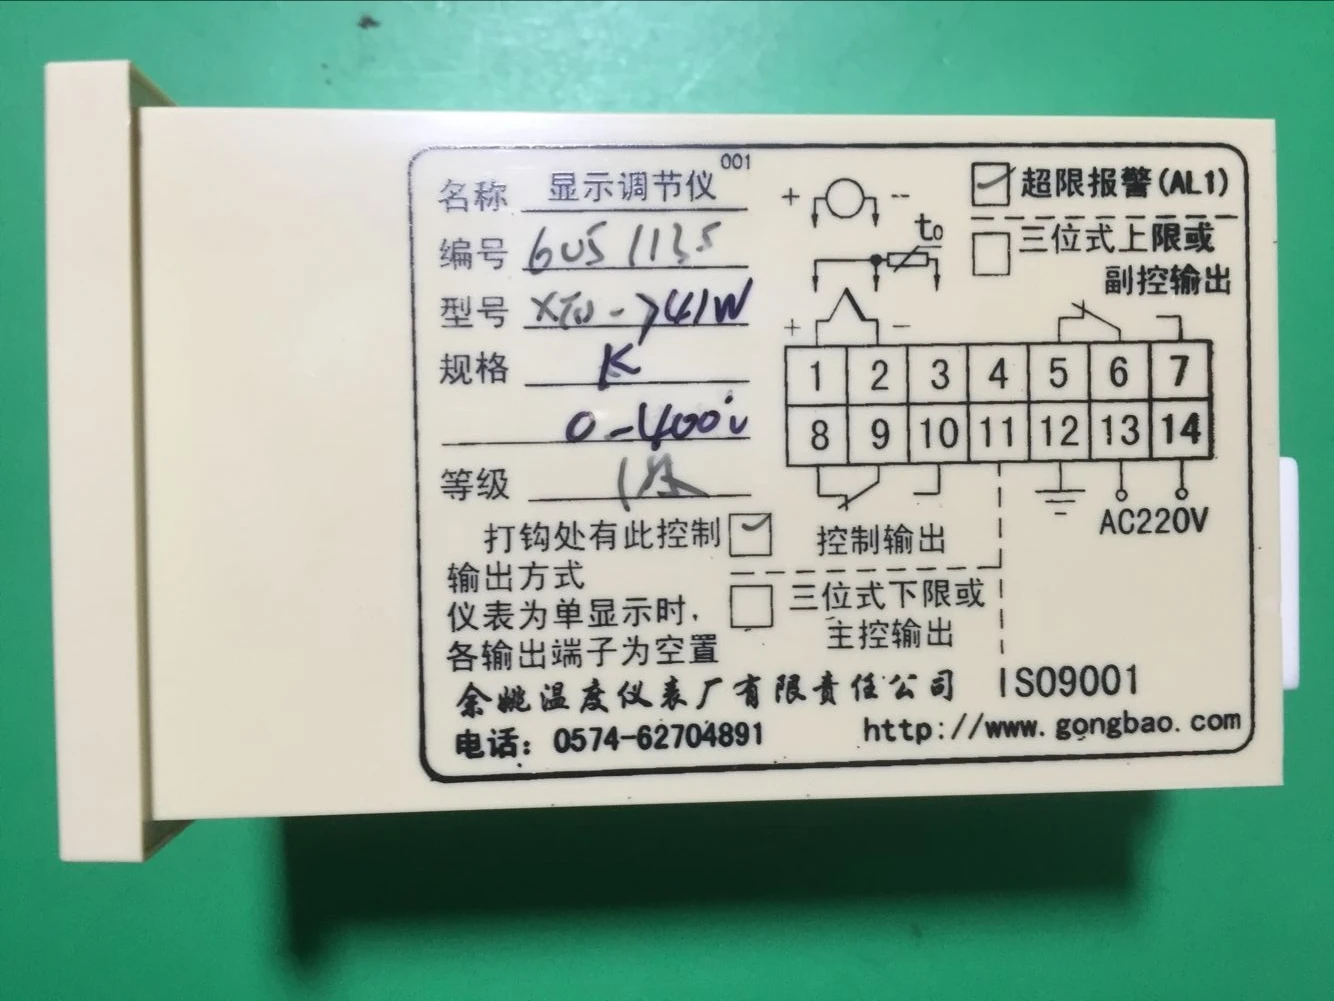 名称 显示调节仪 001
编号 6051135
型号 XTD-741W
规格 K
0-400
等级
打钩处有此控制
输出方式
仪表为单显示时,
各输出端子为空置
超限报警(AL1)
三位式上限或
副控输出
+ --
to
+ -
1 2 3 4 5 6 7
8 9 10 11 12 13 14
AC220V
控制输出
三位式下限或
主控输出
余姚温度仪表厂有限责任公司 ISO9001
电话: 0574-62704891 http://www.gongbao.com